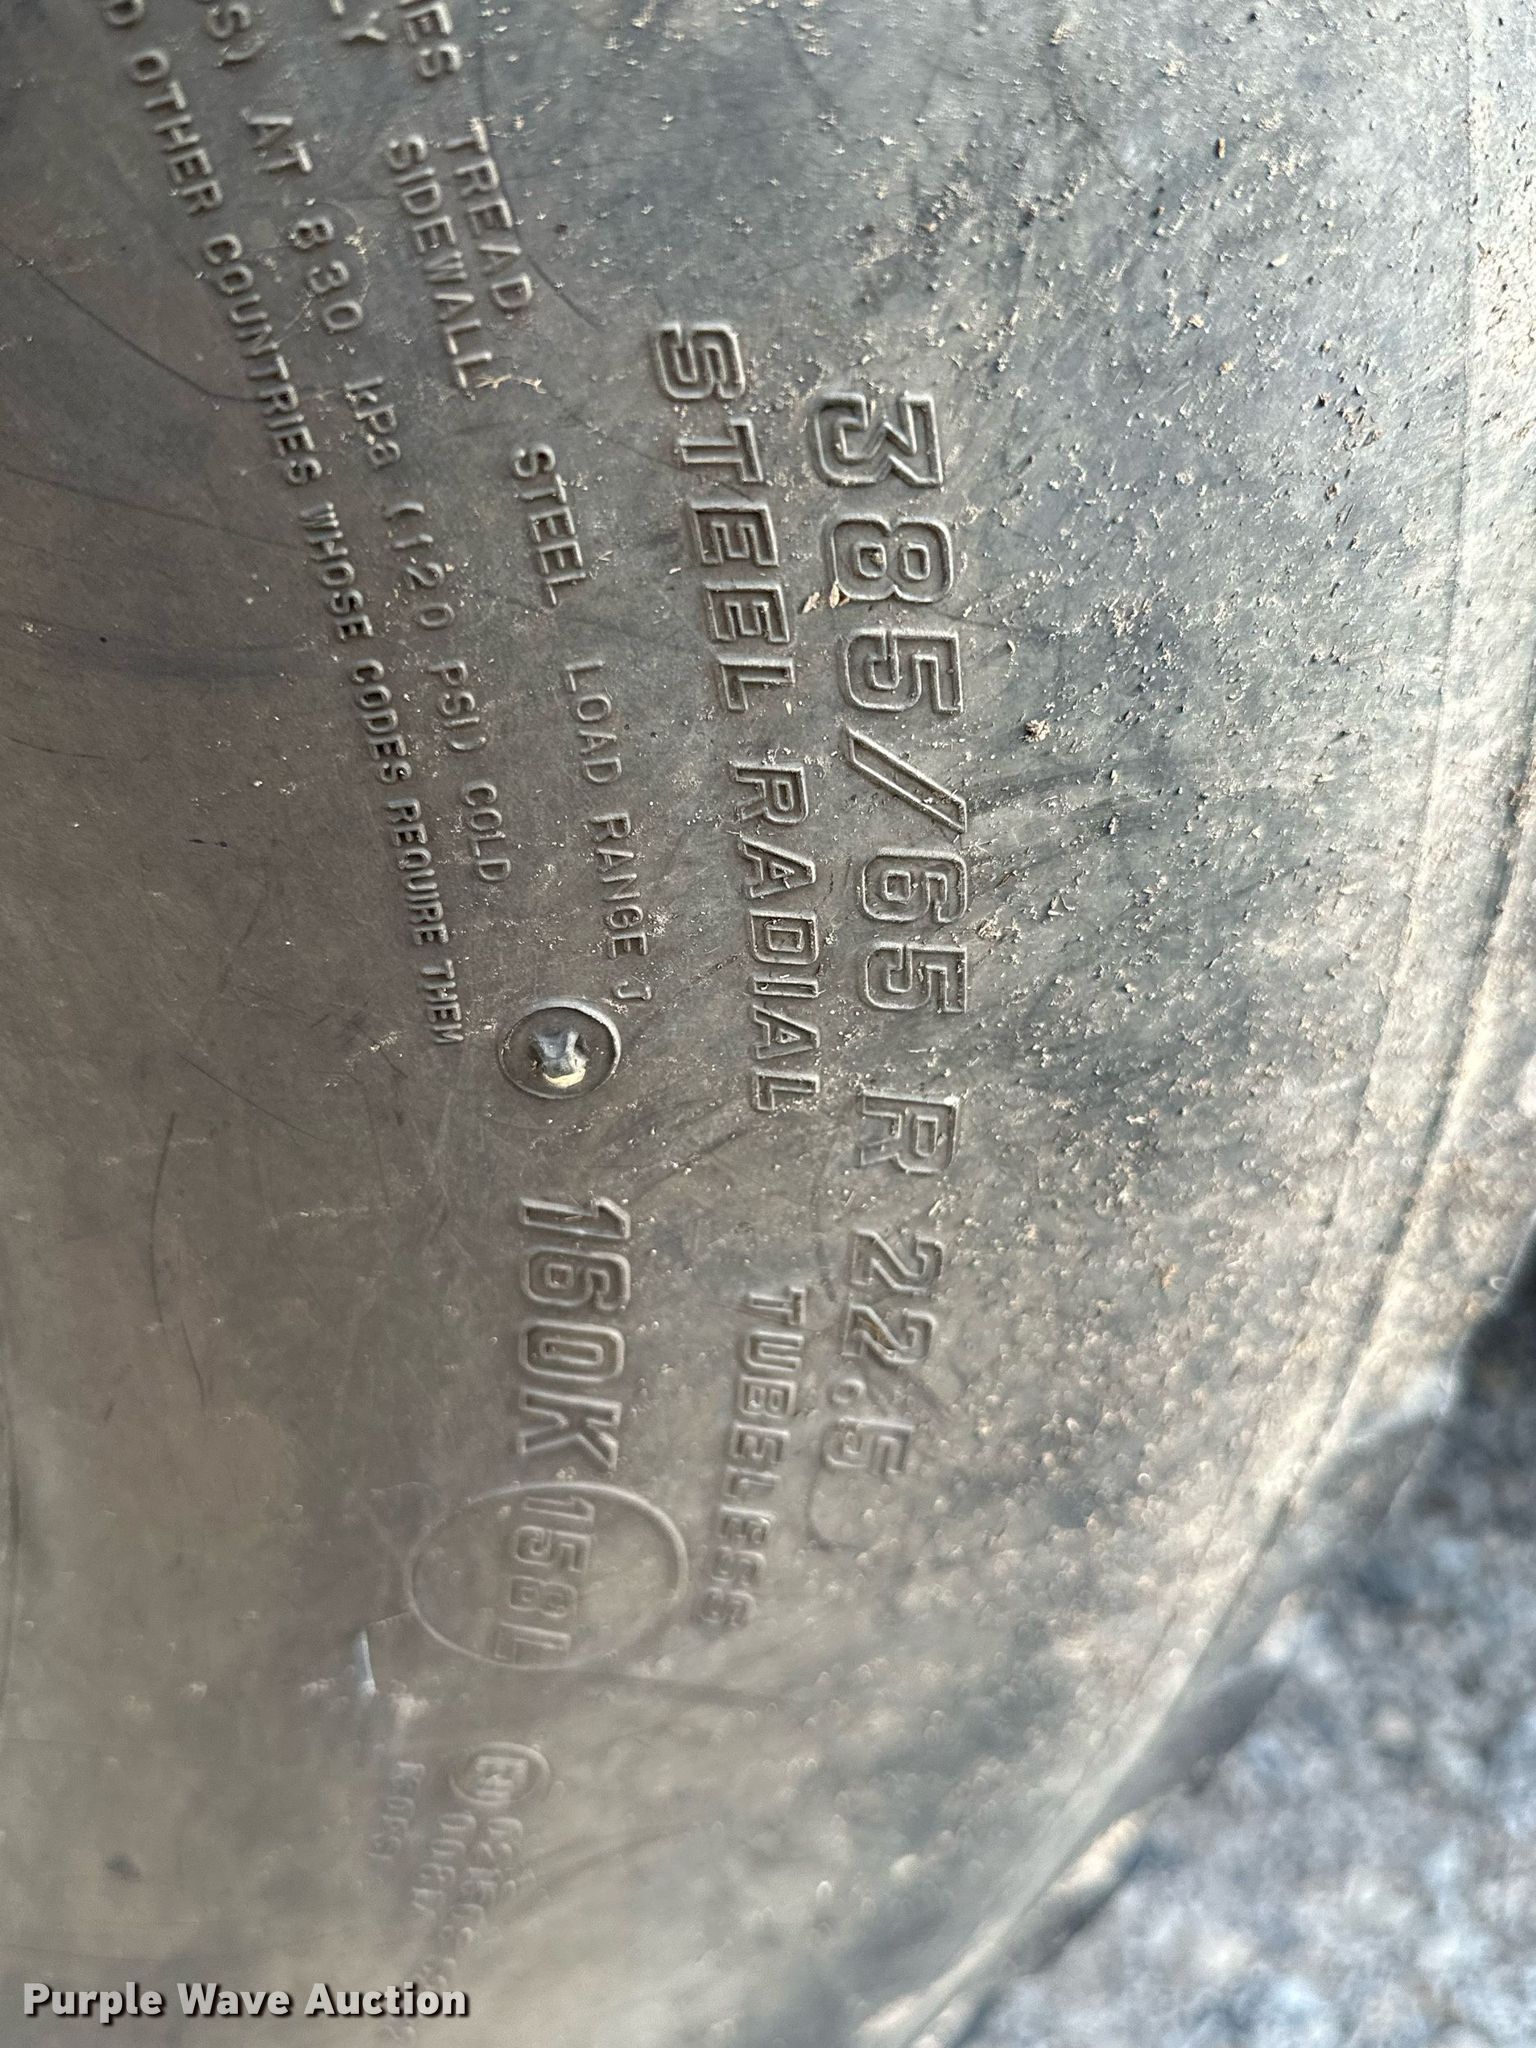 385/65 R 22.5
STEEL RADIAL
TUBELESS
TREAD
STEEL LOAD RANGE J
160K 158L
SIDEWALL
AT 830 kPa (120 PSI) COLD
OTHER COUNTRIES WHOSE CODES REQUIRE THEM
Purple Wave Auction